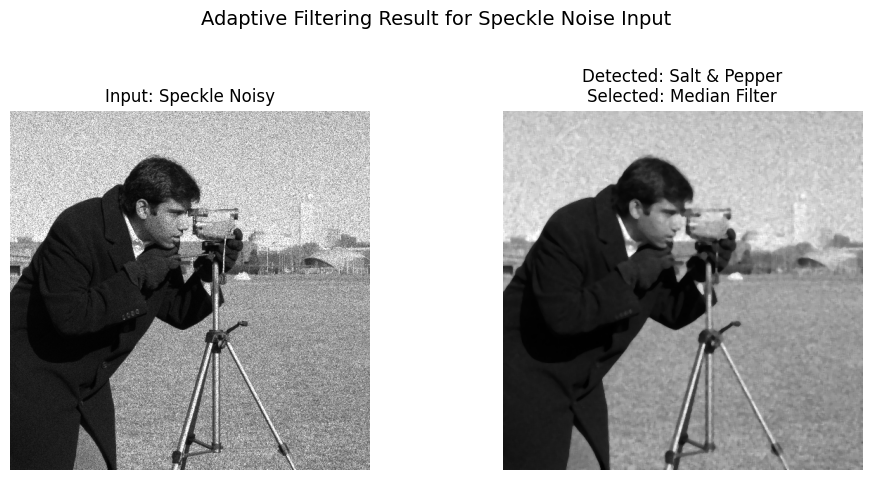 Adaptive Filtering Result for Speckle Noise Input
Input: Speckle Noisy
Detected: Salt & Pepper
Selected: Median Filter